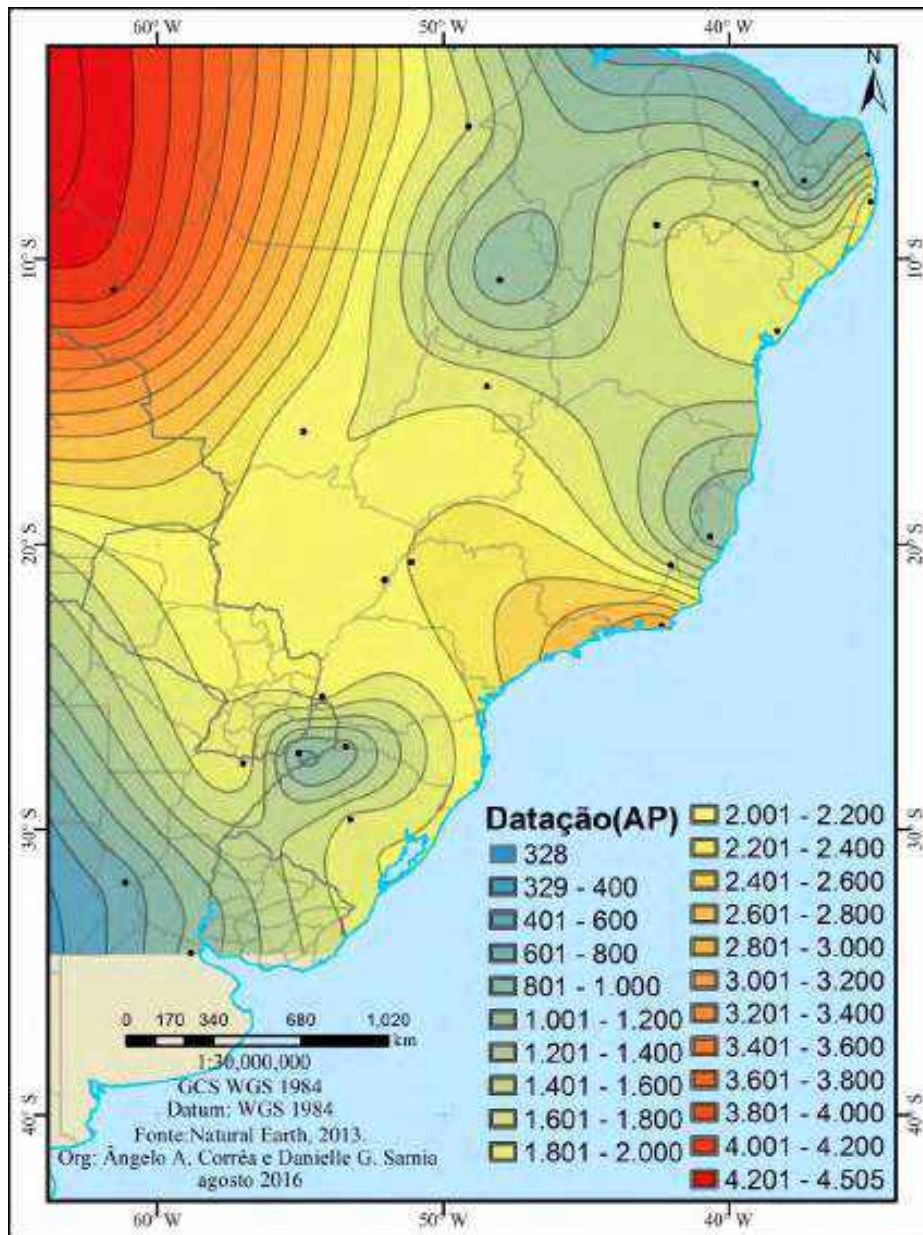 60° W
50° W
40° W
N
10° S
10° S
20° S
20° S
30° S
30° S
40° S
40° S
Datação(AP)
328
329 - 400
401 - 600
601 - 800
801 - 1.000
1.001 - 1.200
1.201 - 1.400
1.401 - 1.600
1.601 - 1.800
1.801 - 2.000
2.001 - 2.200
2.201 - 2.400
2.401 - 2.600
2.601 - 2.800
2.801 - 3.000
3.001 - 3.200
3.201 - 3.400
3.401 - 3.600
3.601 - 3.800
3.801 - 4.000
4.001 - 4.200
4.201 - 4.505
0 170 340 680 1,020
km
1:30,000,000
GCS WGS 1984
Datum: WGS 1984
Fonte:Natural Earth, 2013.
Org: Ângelo A. Corrêa e Danielle G. Samia
agosto 2016
60° W
50° W
40° W